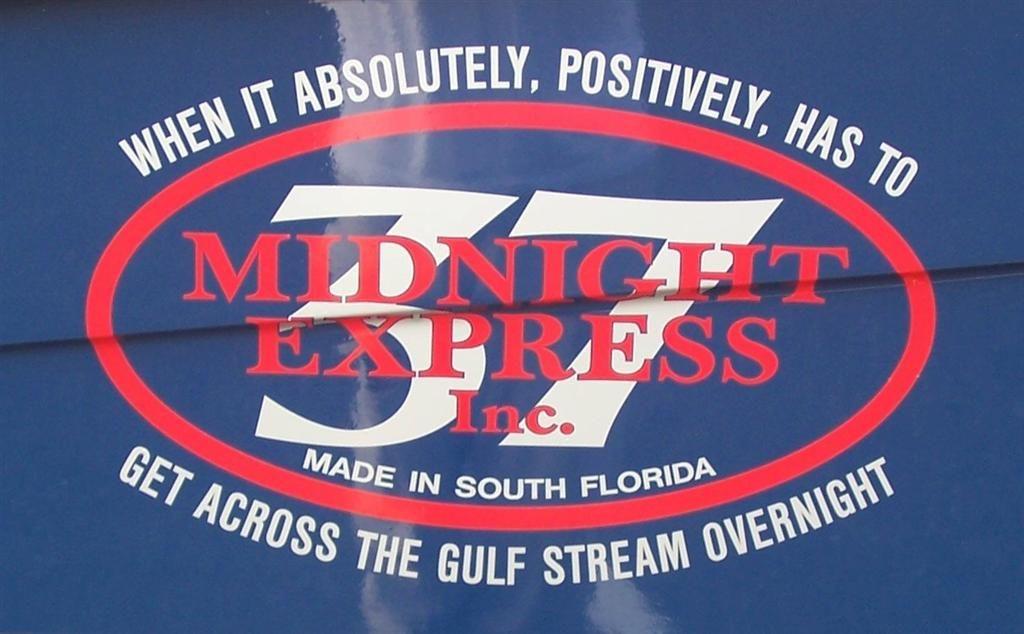 WHEN IT ABSOLUTELY, POSITIVELY, HAS TO
37
MIDNIGHT
EXPRESS
Inc.
MADE IN SOUTH FLORIDA
GET ACROSS THE GULF STREAM OVERNIGHT